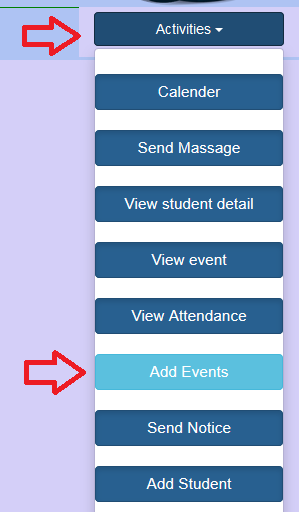 Activities
Calender
Send Massage
View student detail
View event
View Attendance
Add Events
Send Notice
Add Student